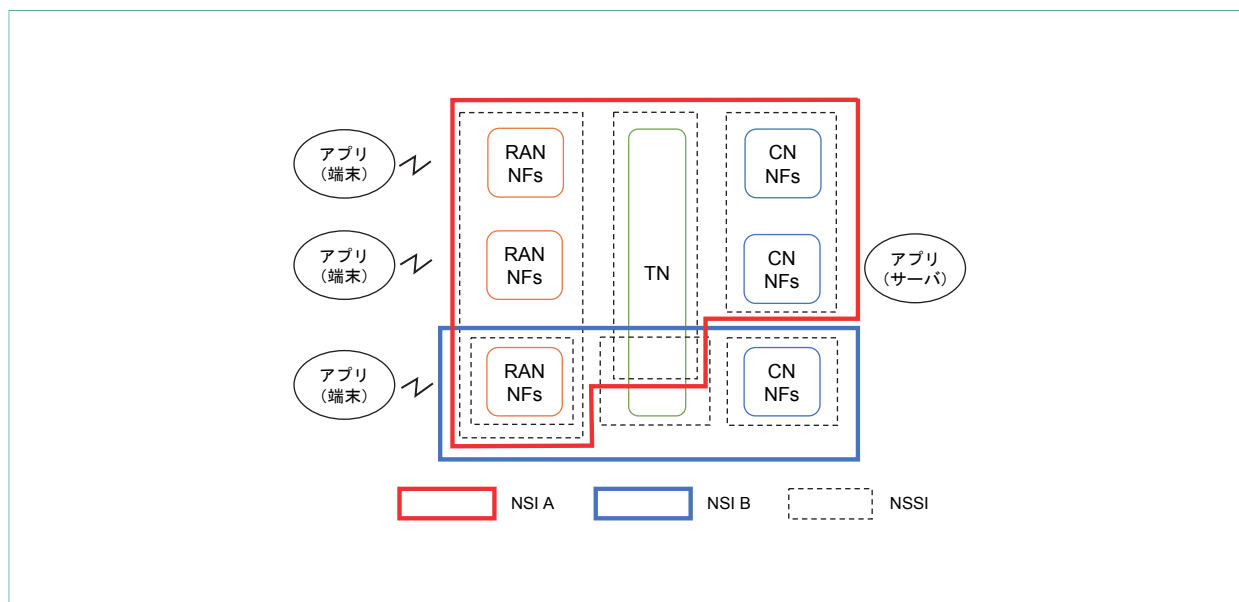 アプリ
(端末)
RAN
NFs
CN
NFs
アプリ
(端末)
RAN
NFs
TN
CN
NFs
アプリ
(サーバ)
アプリ
(端末)
RAN
NFs
CN
NFs
NSI A
NSI B
NSSI